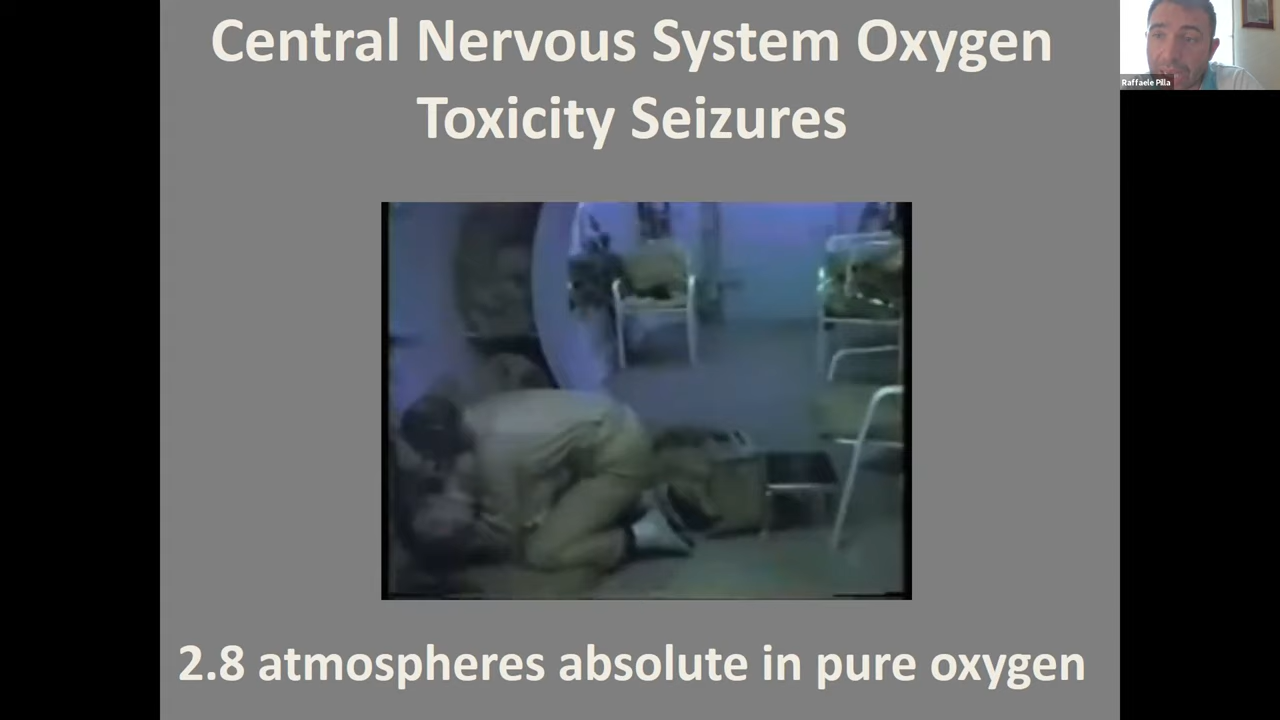 Central Nervous System Oxygen
Toxicity Seizures
Raffaele Pilla
2.8 atmospheres absolute in pure oxygen